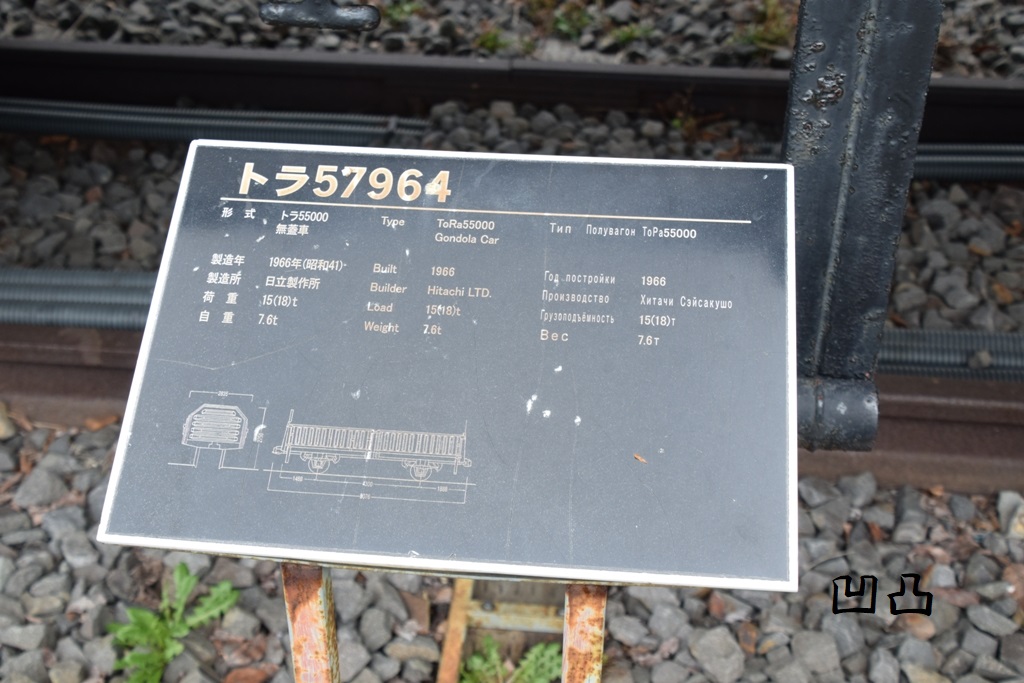 トラ57964
形式 トラ55000
無蓋車
製造年 1966年(昭和41)
製造所 日立製作所
荷重 15(18)t
自重 7.6t
Type ToRa55000
Gondola Car
Built 1966
Builder Hitachi LTD.
Load 15(18)t
Weight 7.6t
Тип Полувагон ТоРа55000
Год постройки 1966
Производство Хитачи Сэйсакушо
Грузоподъёмность 15(18)т
Вес 7.6т
凹凸